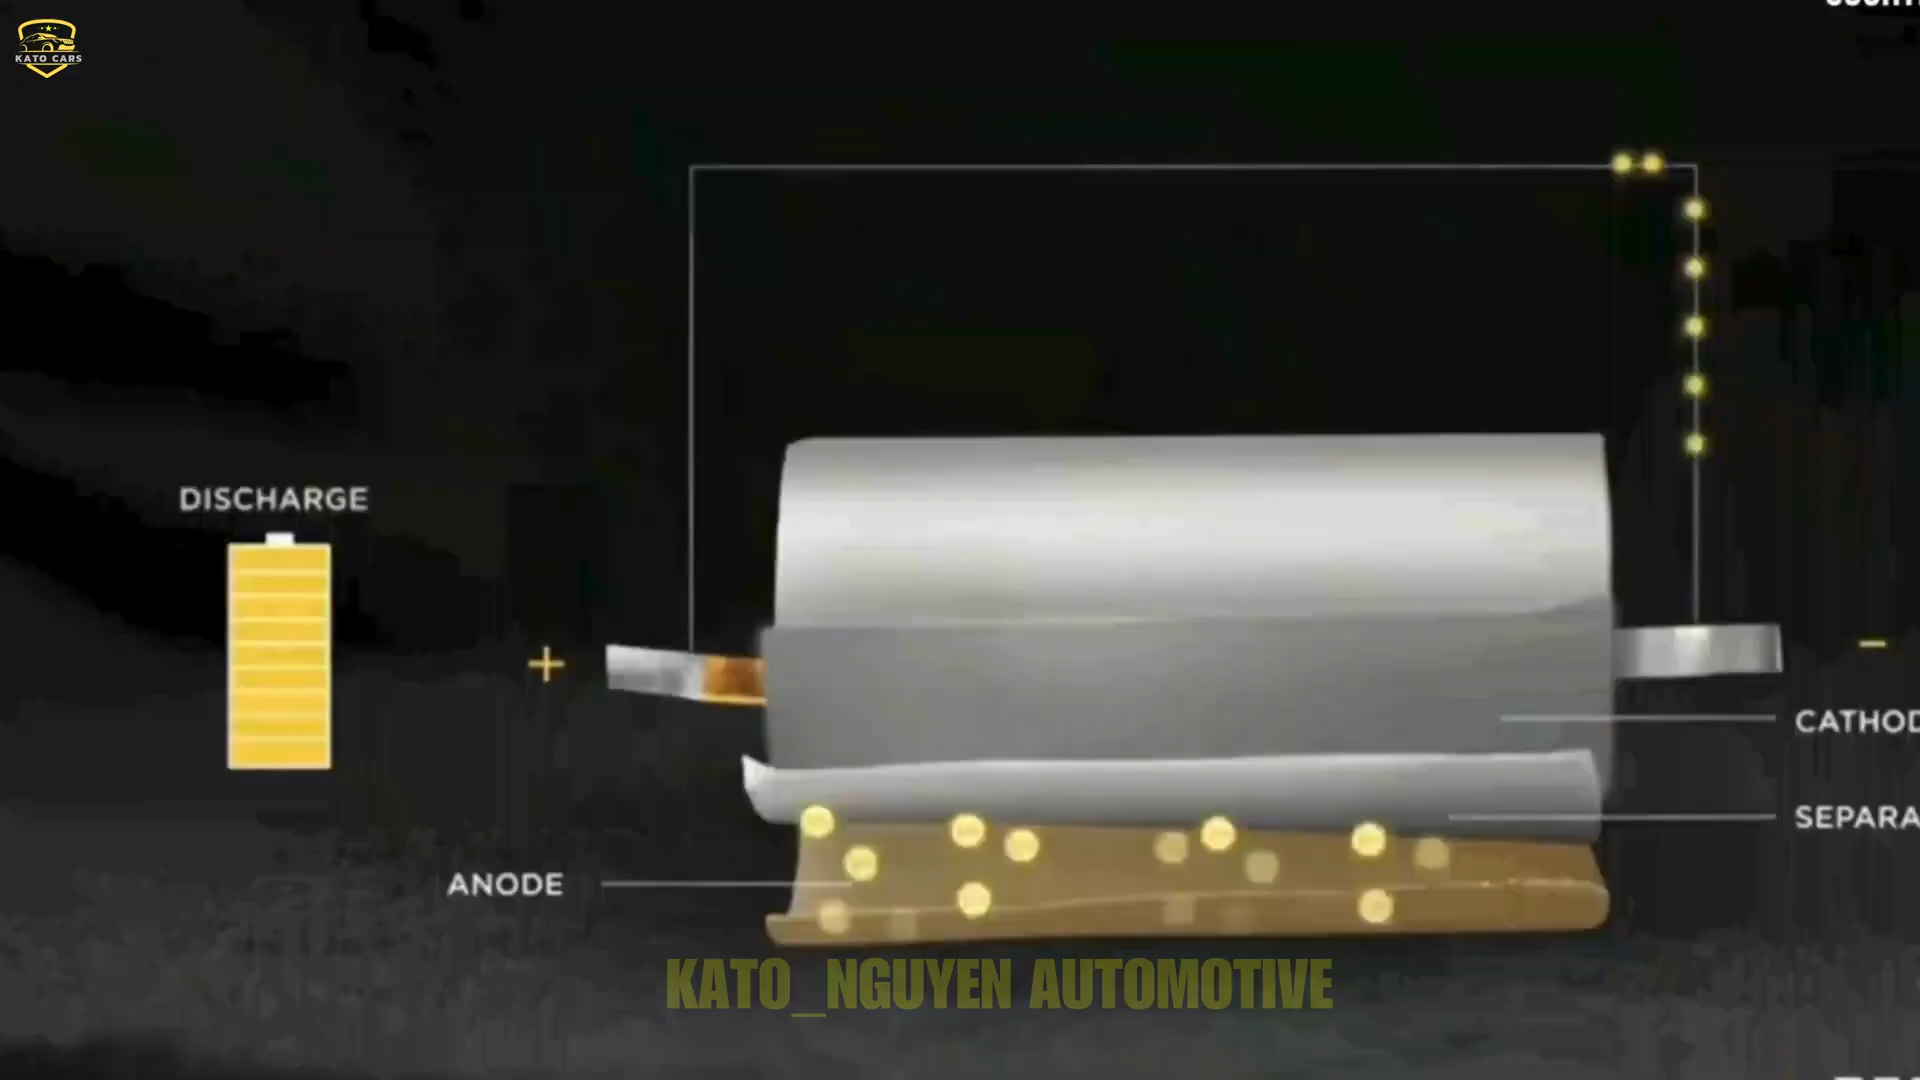 KATO CARS
DISCHARGE
+
-
CATHOD
SEPARA
ANODE
KATO_NGUYEN AUTOMOTIVE